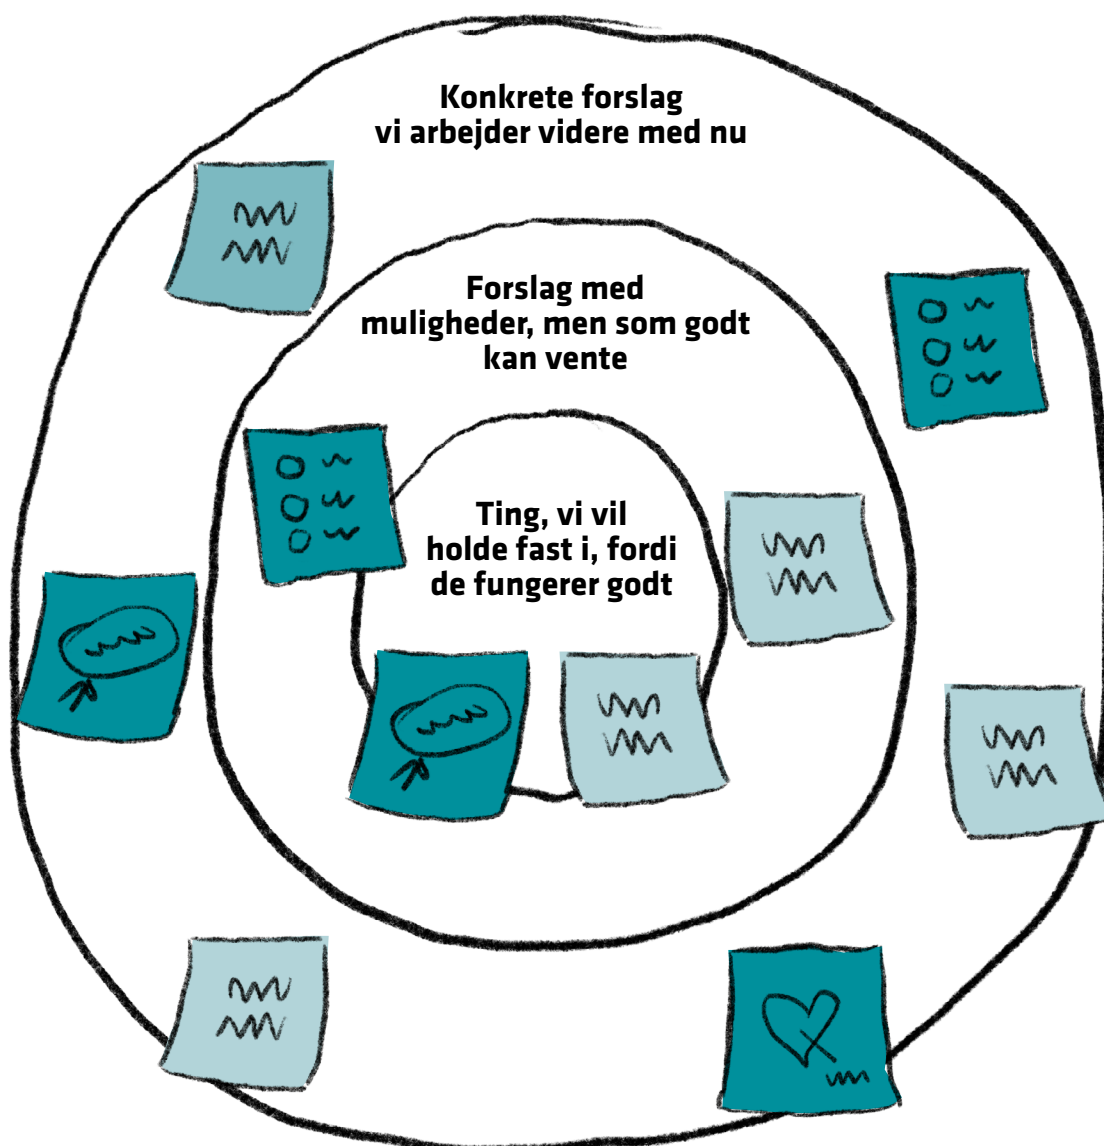 Konkrete forslag
vi arbejder videre med nu
Forslag med
muligheder, men som godt
kan vente
Ting, vi vil
holde fast i, fordi
de fungerer godt